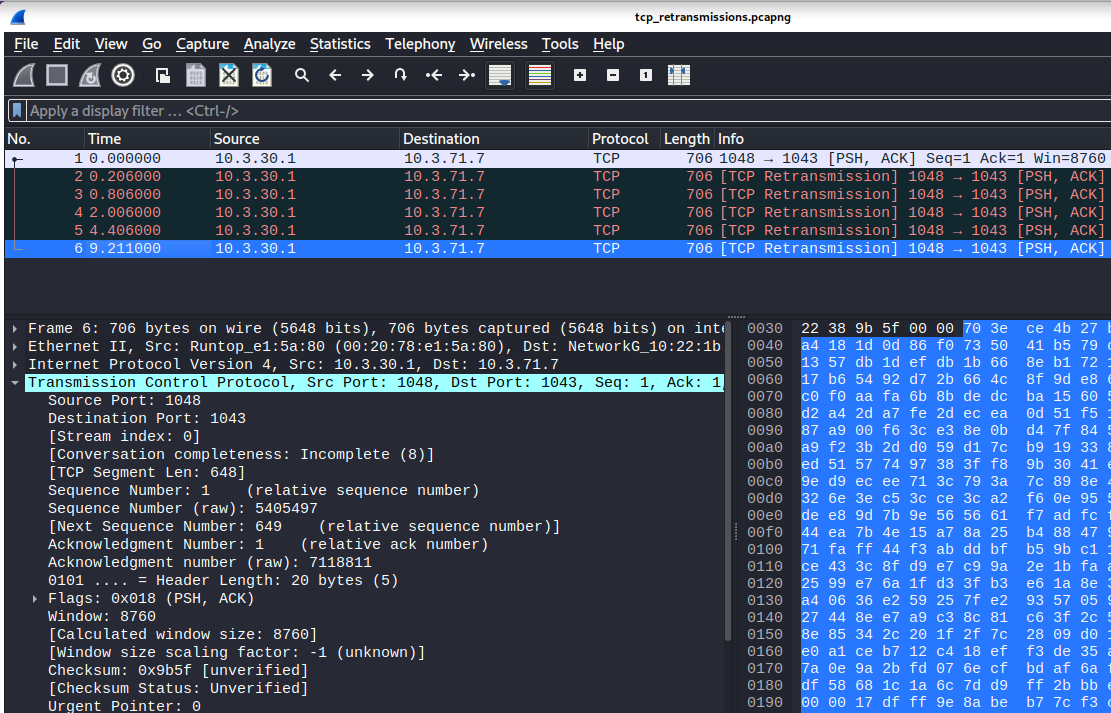 tcp_retransmissions.pcapng
File Edit View Go Capture Analyze Statistics Telephony Wireless Tools Help
Apply a display filter … <Ctrl-/>
No. Time Source Destination Protocol Length Info
1 0.000000 10.3.30.1 10.3.71.7 TCP 706 1048 → 1043 [PSH, ACK] Seq=1 Ack=1 Win=8760
2 0.206000 10.3.30.1 10.3.71.7 TCP 706 [TCP Retransmission] 1048 → 1043 [PSH, ACK]
3 0.806000 10.3.30.1 10.3.71.7 TCP 706 [TCP Retransmission] 1048 → 1043 [PSH, ACK]
4 2.006000 10.3.30.1 10.3.71.7 TCP 706 [TCP Retransmission] 1048 → 1043 [PSH, ACK]
5 4.406000 10.3.30.1 10.3.71.7 TCP 706 [TCP Retransmission] 1048 → 1043 [PSH, ACK]
6 9.211000 10.3.30.1 10.3.71.7 TCP 706 [TCP Retransmission] 1048 → 1043 [PSH, ACK]
Frame 6: 706 bytes on wire (5648 bits), 706 bytes captured (5648 bits) on inte
Ethernet II, Src: Runtop_e1:5a:80 (00:20:78:e1:5a:80), Dst: NetworkG_10:22:1b
Internet Protocol Version 4, Src: 10.3.30.1, Dst: 10.3.71.7
Transmission Control Protocol, Src Port: 1048, Dst Port: 1043, Seq: 1, Ack: 1,
Source Port: 1048
Destination Port: 1043
[Stream index: 0]
[Conversation completeness: Incomplete (8)]
[TCP Segment Len: 648]
Sequence Number: 1 (relative sequence number)
Sequence Number (raw): 5405497
[Next Sequence Number: 649 (relative sequence number)]
Acknowledgment Number: 1 (relative ack number)
Acknowledgment number (raw): 7118811
0101 .... = Header Length: 20 bytes (5)
Flags: 0x018 (PSH, ACK)
Window: 8760
[Calculated window size: 8760]
[Window size scaling factor: -1 (unknown)]
Checksum: 0x9b5f [unverified]
[Checksum Status: Unverified]
Urgent Pointer: 0
0030 22 38 9b 5f 00 00 70 3e ce 4b 27
0040 a4 18 1d 0d 86 f0 73 50 41 b5 79
0050 13 57 db 1d ef db 1b 66 8e b1 72
0060 17 b6 54 92 d7 2b 66 4c 8f 9d e8
0070 c0 f0 aa fa 6b 8b de dc ba 15 60
0080 d2 a4 2d a7 fe 2d ec ea 0d 51 f5
0090 87 a9 00 f6 3c e3 8e 0b d4 7f 84
00a0 a9 f2 3b 2d d0 59 d1 7c b9 19 33
00b0 ed 51 57 74 97 38 3f f8 9b 30 41
00c0 9e d9 ec ee 71 3c 79 3a 7c 89 8e
00d0 32 6e 3e c5 3c ce 3c a2 f6 0e 95
00e0 de e8 9d 7b 9e 56 56 61 f7 ad fc
00f0 44 ea 7b 4e 15 a7 8a 25 b4 88 47
0100 71 fa ff 44 f3 ab dd bf b5 9b c1
0110 ce 43 3c 8f d9 e7 c9 9a 2e 1b fa
0120 25 99 e7 6a 1f d3 3f b3 e6 1a 8e
0130 a4 06 36 e2 59 25 7f e2 93 57 05
0140 27 44 8e e7 a9 c3 8c 81 c6 3f 2c
0150 8e 85 34 2c 20 1f 2f 7c 28 09 d0
0160 e0 a1 ce b7 12 c4 18 ef f3 de 35
0170 7a 0e 9a 2b fd 07 6e cf bd af 6a
0180 df 58 68 1c 1a 6c 7d d9 ff 2b bb
0190 00 00 17 df ff 9e 8a be b7 7c f3